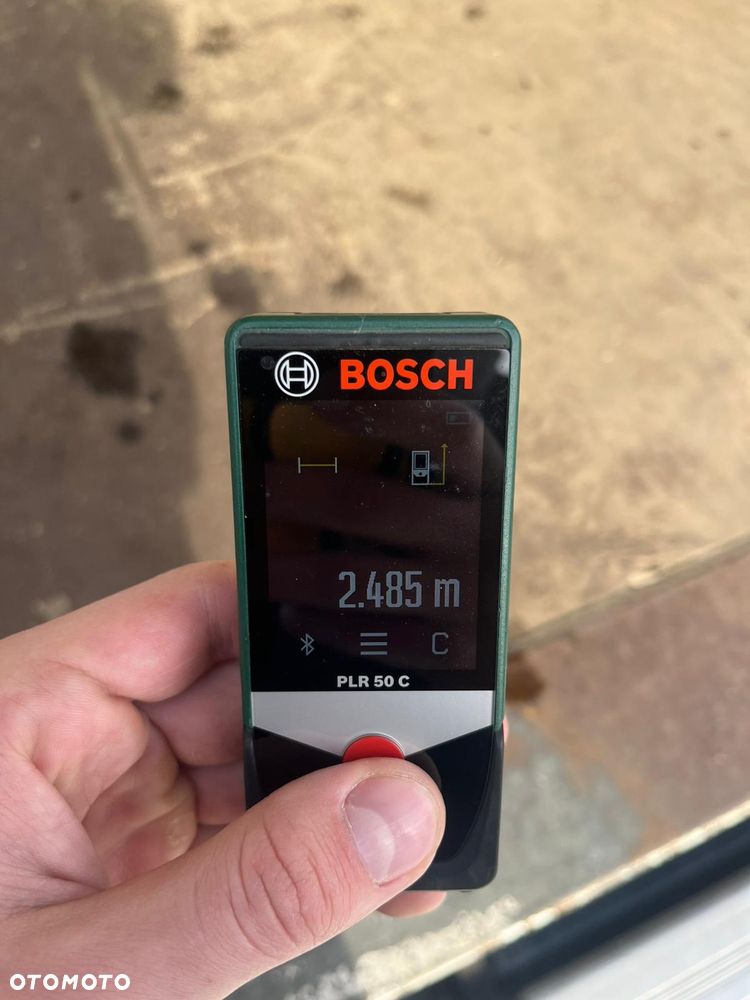 BOSCH
2.485 m
C
PLR 50 C
OTOMOTO